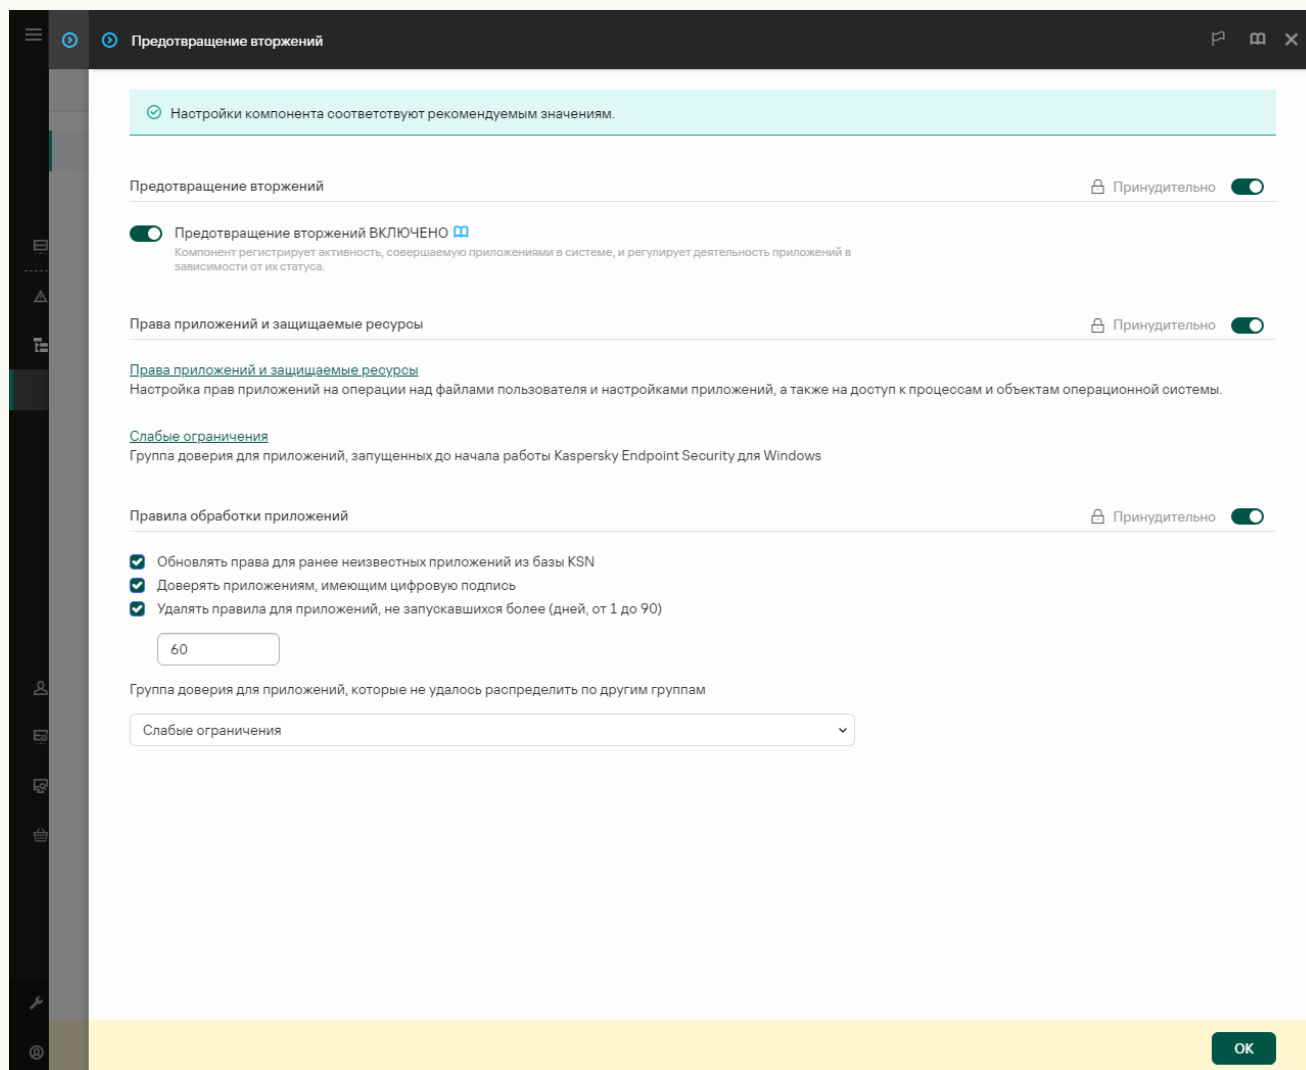 Предотвращение вторжений
Настройки компонента соответствуют рекомендуемым значениям.
Предотвращение вторжений
Принудительно
Предотвращение вторжений ВКЛЮЧЕНО
Компонент регистрирует активность, совершаемую приложениями в системе, и регулирует деятельность приложений в
зависимости от их статуса.
Права приложений и защищаемые ресурсы
Принудительно
Права приложений и защищаемые ресурсы
Настройка прав приложений на операции над файлами пользователя и настройками приложений, а также на доступ к процессам и объектам операционной системы.
Слабые ограничения
Группа доверия для приложений, запущенных до начала работы Kaspersky Endpoint Security для Windows
Правила обработки приложений
Принудительно
Обновлять права для ранее неизвестных приложений из базы KSN
Доверять приложениям, имеющим цифровую подпись
Удалять правила для приложений, не запускавшихся более (дней, от 1 до 90)
60
Группа доверия для приложений, которые не удалось распределить по другим группам
Слабые ограничения
OK